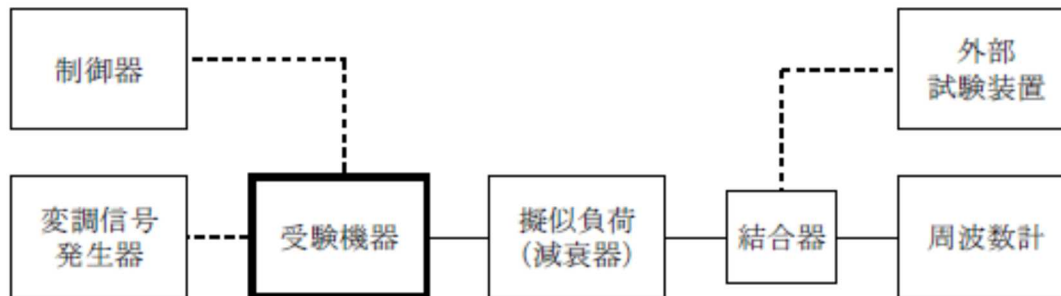 制御器
外部
試験装置
変調信号
発生器
受験機器
擬似負荷
(減衰器)
結合器
周波数計